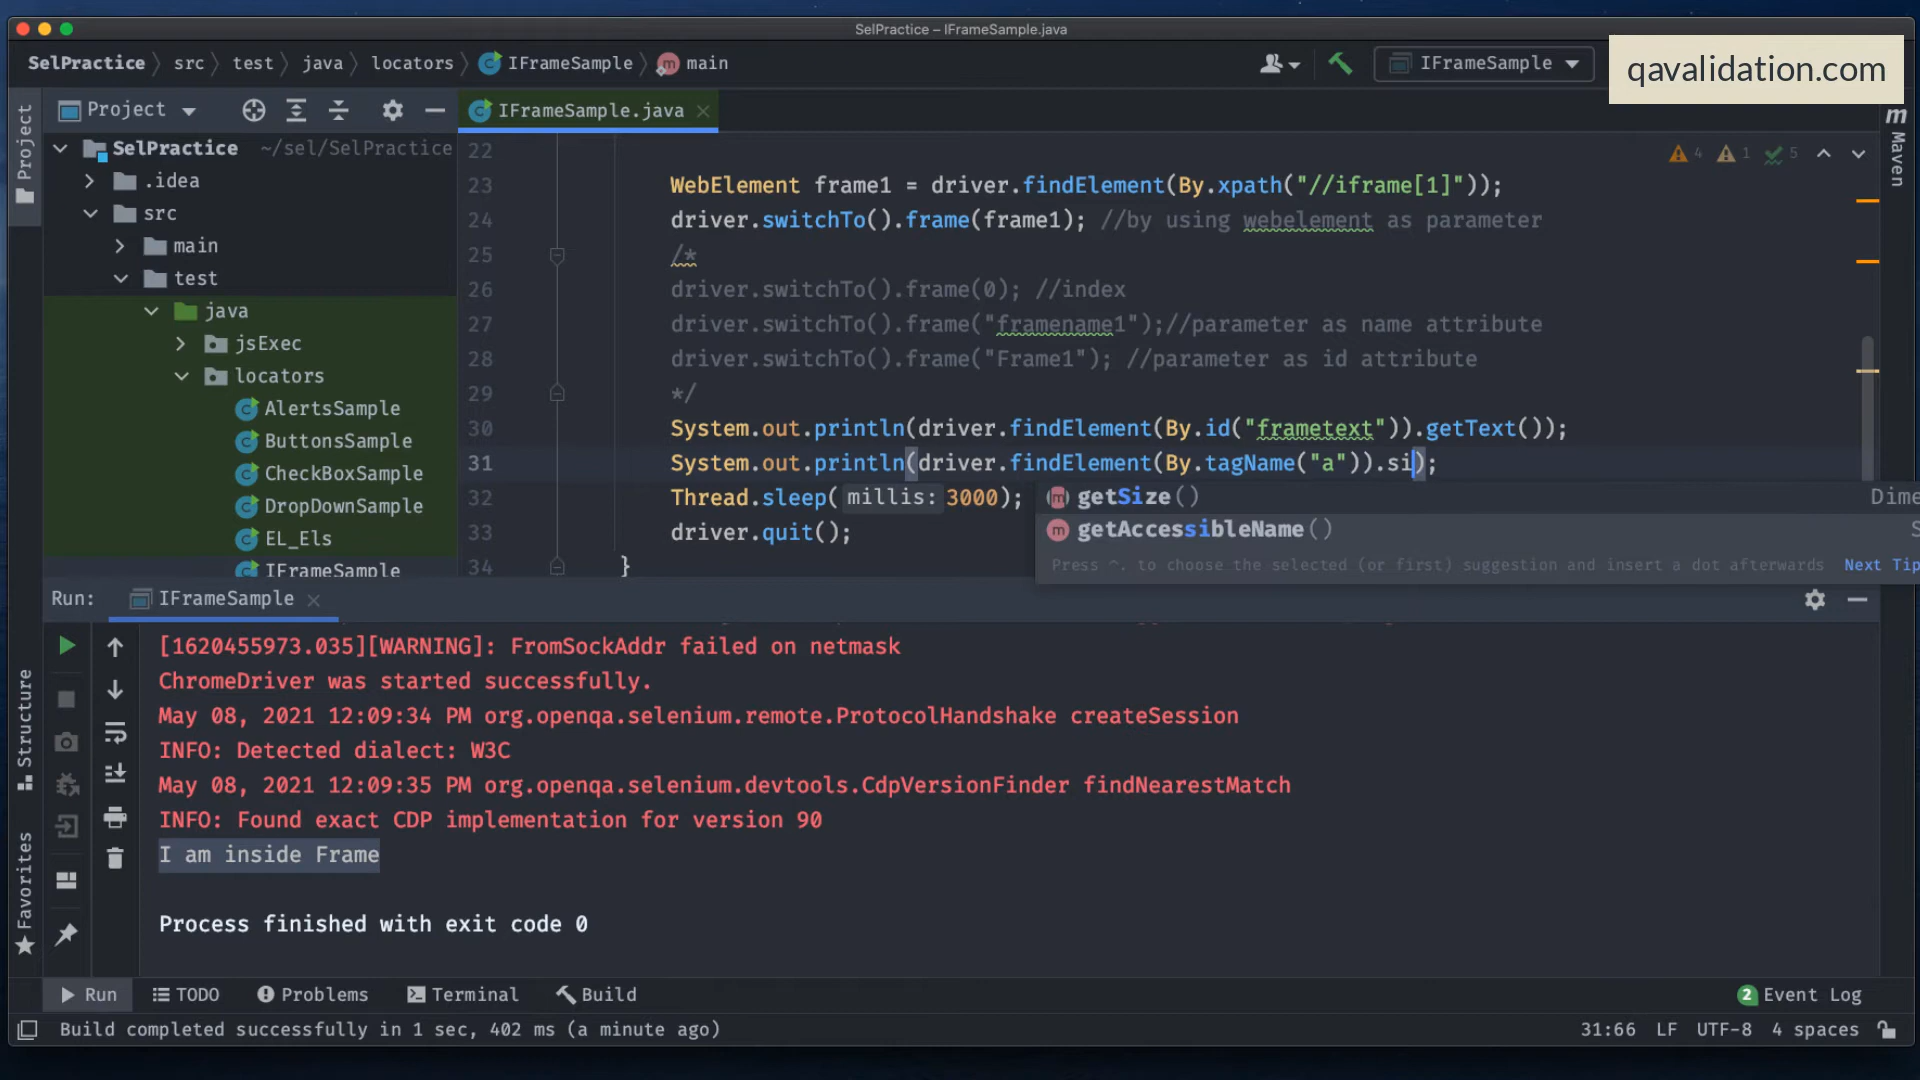 SelPractice – IFrameSample.java
qavalidation.com
SelPractice src test java locators IFrameSample main
IFrameSample
Project
IFrameSample.java
Project
Maven
SelPractice ~/sel/SelPractice
.idea
src
main
test
java
jsExec
locators
AlertsSample
ButtonsSample
CheckBoxSample
DropDownSample
EL_Els
IFrameSample
4 1 5
22
23 WebElement frame1 = driver.findElement(By.xpath("//iframe[1]"));
24 driver.switchTo().frame(frame1); //by using webelement as parameter
25 /*
26 driver.switchTo().frame(0); //index
27 driver.switchTo().frame("framename1");//parameter as name attribute
28 driver.switchTo().frame("Frame1"); //parameter as id attribute
29 */
30 System.out.println(driver.findElement(By.id("frametext")).getText());
31 System.out.println(driver.findElement(By.tagName("a")).si);
32 Thread.sleep( millis: 3000);
33 driver.quit();
34 }
getSize() Dime
getAccessibleName() S
Press ^. to choose the selected (or first) suggestion and insert a dot afterwards Next Tip
Run: IFrameSample
[1620455973.035][WARNING]: FromSockAddr failed on netmask
ChromeDriver was started successfully.
May 08, 2021 12:09:34 PM org.openqa.selenium.remote.ProtocolHandshake createSession
INFO: Detected dialect: W3C
May 08, 2021 12:09:35 PM org.openqa.selenium.devtools.CdpVersionFinder findNearestMatch
INFO: Found exact CDP implementation for version 90
I am inside Frame
Process finished with exit code 0
Structure
Favorites
Run TODO Problems Terminal Build
2 Event Log
Build completed successfully in 1 sec, 402 ms (a minute ago)
31:66 LF UTF-8 4 spaces